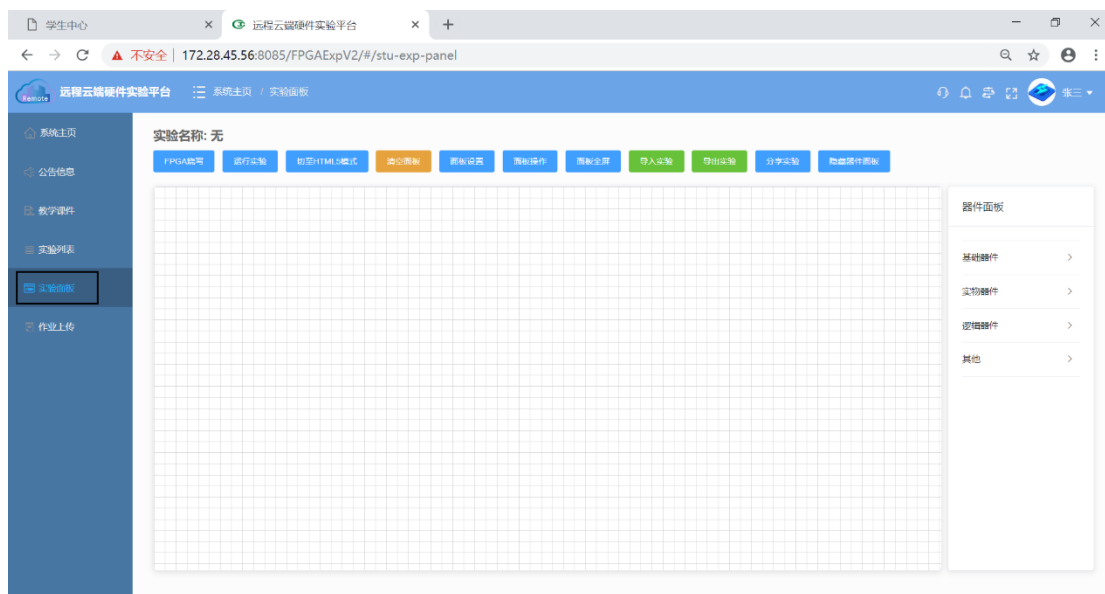 学生中心
远程云端硬件实验平台
不安全 | 172.28.45.56:8085/FPGAExpV2/#/stu-exp-panel
Remote 远程云端硬件实验平台 系统主页 / 实验面板 张三
系统主页
公告信息
教学课件
实验列表
实验面板
作业上传
实验名称: 无
FPGA烧写 运行实验 切至HTML5模式 清空面板 面板设置 面板操作 面板全屏 导入实验 导出实验 分享实验 隐藏器件面板
器件面板
基础器件
实物器件
逻辑器件
其他